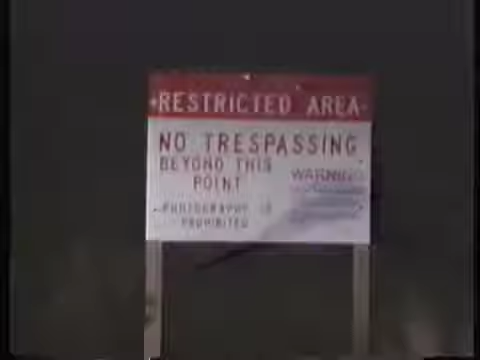 RESTRICTED AREA
NO TRESPASSING
BEYOND THIS
POINT
WARNING
PHOTOGRAPHY IS
PROHIBITED